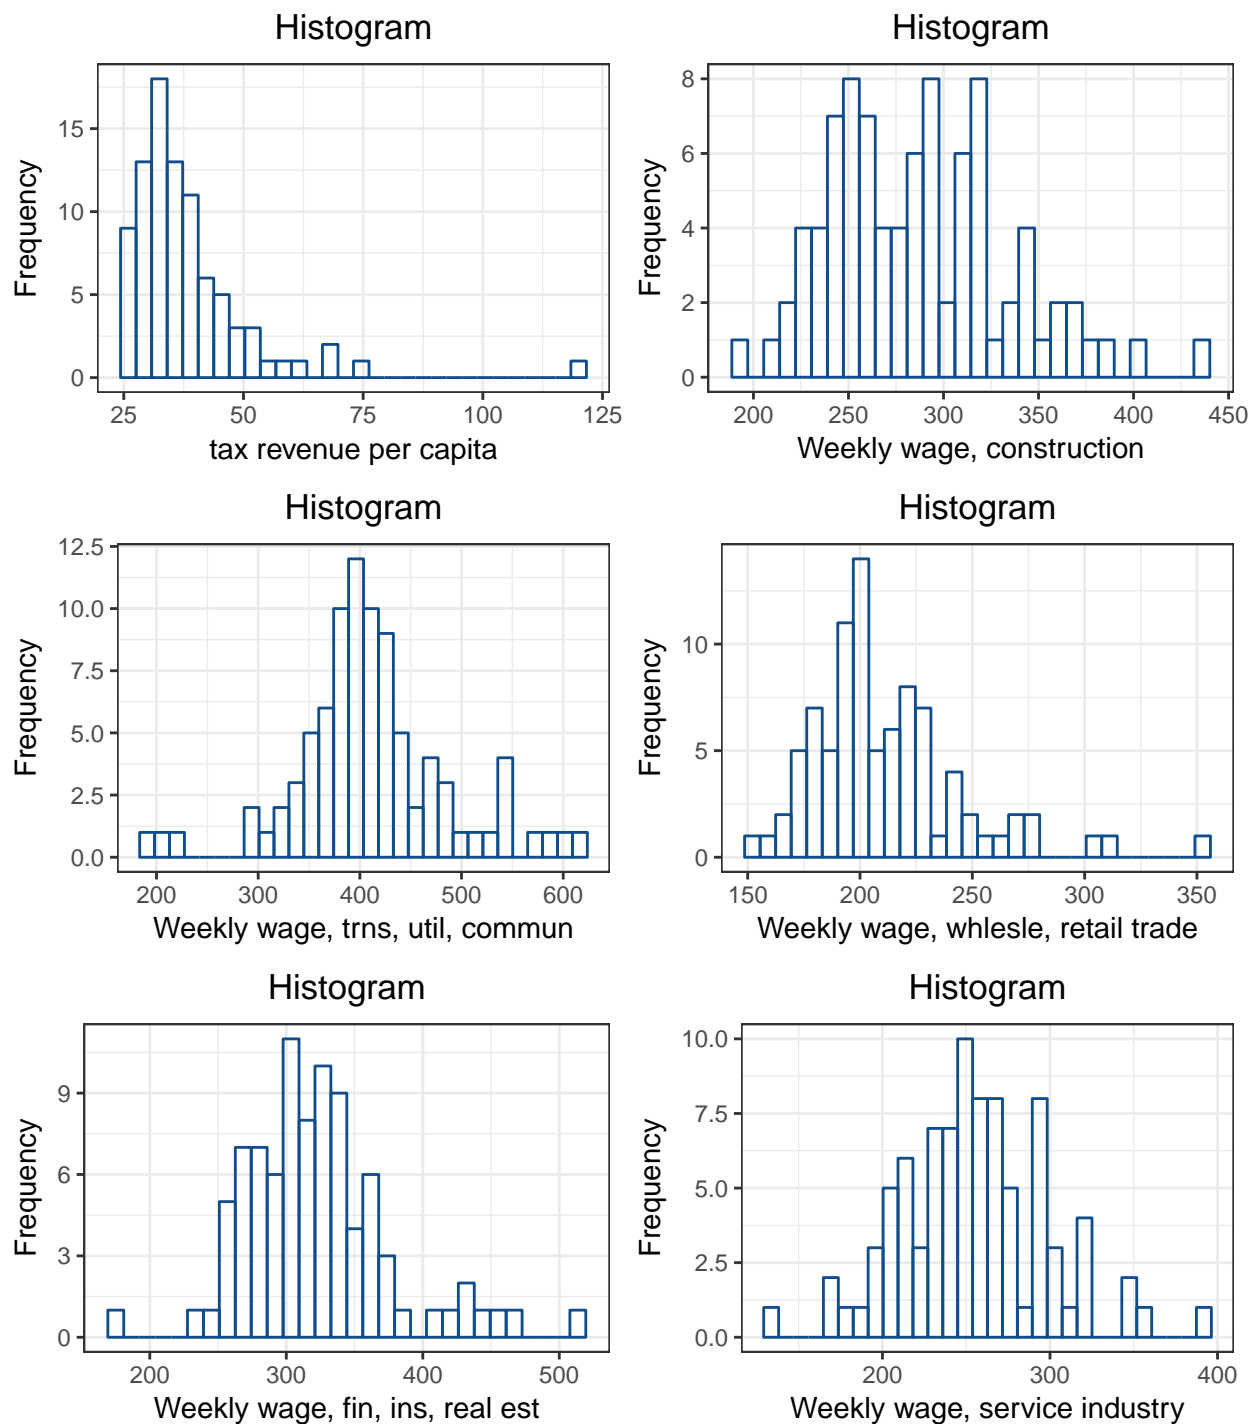 Histogram
Frequency
15
10
5
0
25 50 75 100 125
tax revenue per capita
Histogram
Frequency
8
6
4
2
0
200 250 300 350 400 450
Weekly wage, construction
Histogram
Frequency
12.5
10.0
7.5
5.0
2.5
0.0
200 300 400 500 600
Weekly wage, trns, util, commun
Histogram
Frequency
10
5
0
150 200 250 300 350
Weekly wage, whlesle, retail trade
Histogram
Frequency
9
6
3
0
200 300 400 500
Weekly wage, fin, ins, real est
Histogram
Frequency
10.0
7.5
5.0
2.5
0.0
200 300 400
Weekly wage, service industry